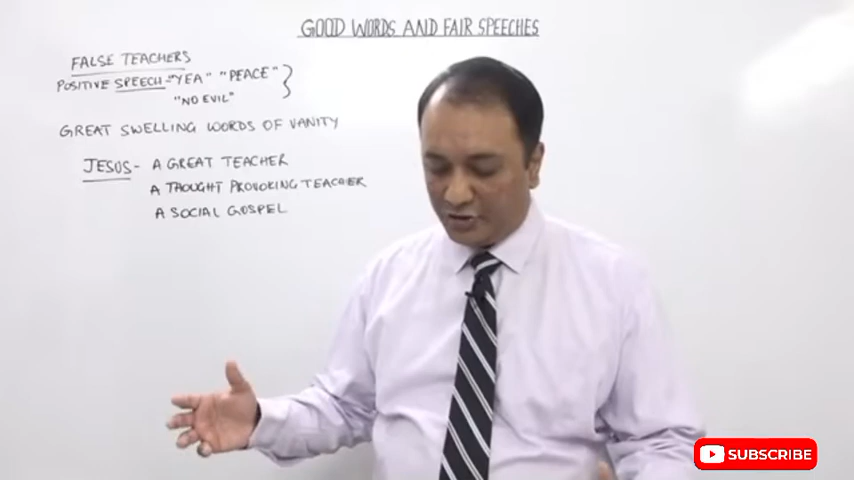 GOOD WORDS AND FAIR SPEECHES
FALSE TEACHERS
POSITIVE SPEECH - "YEA" "PEACE"
"NO EVIL"
GREAT SWELLING WORDS OF VANITY
JESUS - A GREAT TEACHER
A THOUGHT PROVOKING TEACHER
A SOCIAL GOSPEL
SUBSCRIBE